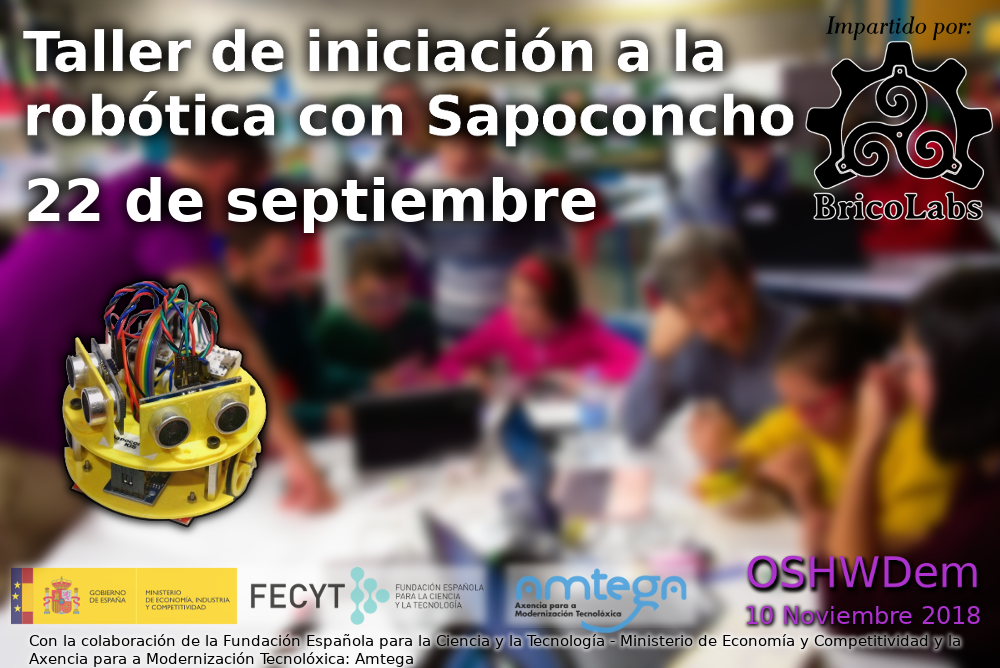 Taller de iniciación a la
robótica con Sapoconcho
22 de septiembre
Impartido por:
BricoLabs
GOBIERNO
DE ESPAÑA
MINISTERIO
DE ECONOMÍA, INDUSTRIA
Y COMPETITIVIDAD
FECYT
FUNDACIÓN ESPAÑOLA
PARA LA CIENCIA
Y LA TECNOLOGÍA
amtega
Axencia para a
Modernización Tecnolóxica
OSHWDem
10 Noviembre 2018
Con la colaboración de la Fundación Española para la Ciencia y la Tecnología - Ministerio de Economía y Competitividad y la
Axencia para a Modernización Tecnolóxica: Amtega